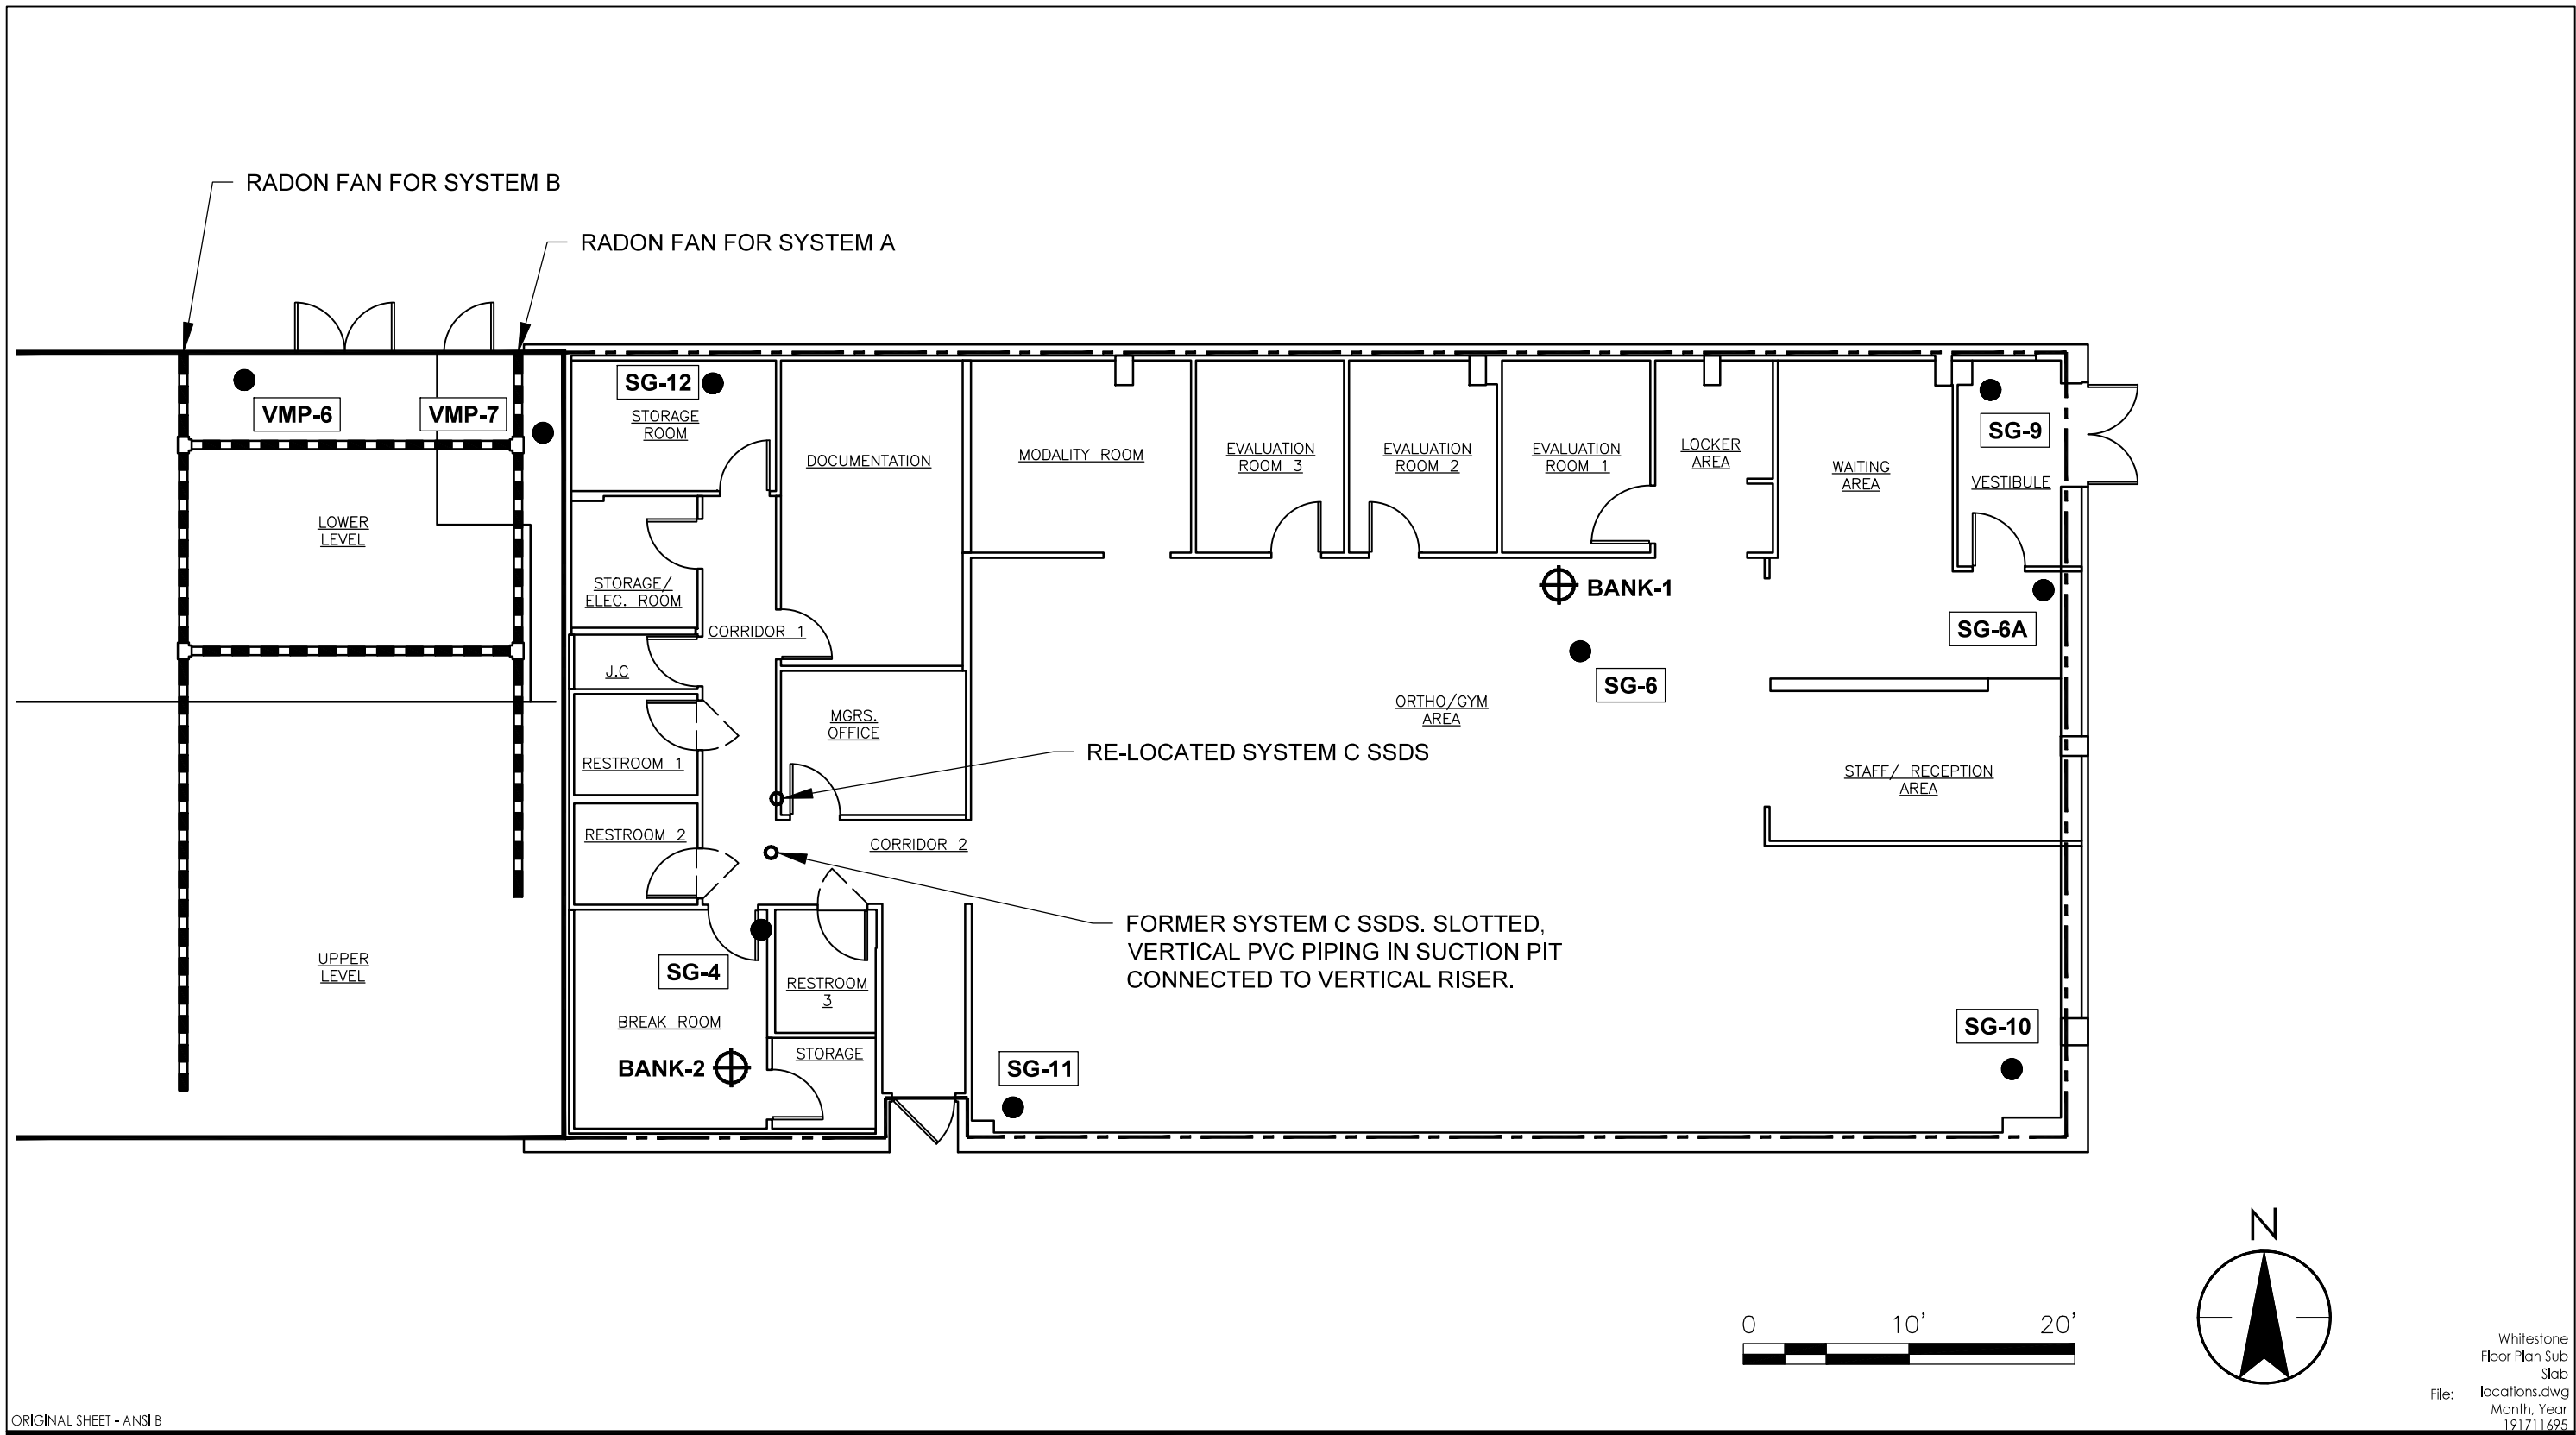 RADON FAN FOR SYSTEM B
RADON FAN FOR SYSTEM A
VMP-6
VMP-7
SG-12
STORAGE
ROOM
DOCUMENTATION
MODALITY ROOM
EVALUATION
ROOM 3
EVALUATION
ROOM 2
EVALUATION
ROOM 1
LOCKER
AREA
WAITING
AREA
SG-9
VESTIBULE
LOWER
LEVEL
STORAGE/
ELEC. ROOM
CORRIDOR 1
BANK-1
SG-6A
J.C
SG-6
MGRS.
OFFICE
ORTHO/GYM
AREA
RESTROOM 1
RE-LOCATED SYSTEM C SSDS
STAFF/ RECEPTION
AREA
RESTROOM 2
CORRIDOR 2
FORMER SYSTEM C SSDS. SLOTTED,
VERTICAL PVC PIPING IN SUCTION PIT
CONNECTED TO VERTICAL RISER.
UPPER
LEVEL
SG-4
RESTROOM
3
BREAK ROOM
STORAGE
BANK-2
SG-11
SG-10
N
0 10' 20'
Whitestone
Floor Plan Sub
Slab
File: locations.dwg
Month, Year
191711695
ORIGINAL SHEET - ANSI B